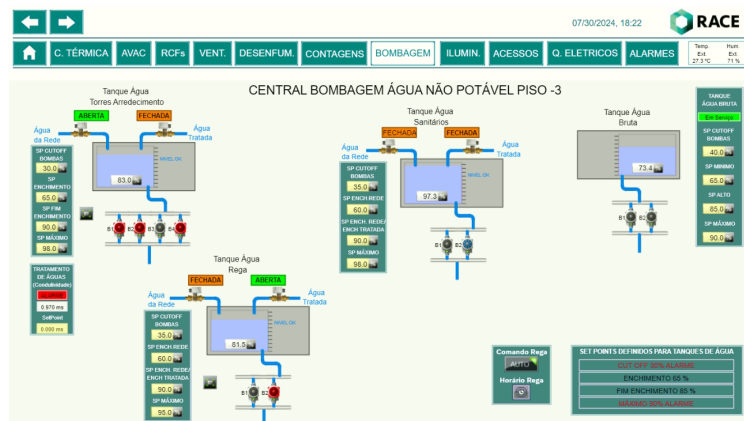 07/30/2024, 18:22
RACE
C. TÉRMICA
AVAC
RCFs
VENT.
DESENFUM.
CONTAGENS
BOMBAGEM
ILUMIN.
ACESSOS
Q. ELETRICOS
ALARMES
Temp. Ext. 27.3 ºC
Hum. Ext. 71 %
CENTRAL BOMBAGEM ÁGUA NÃO POTÁVEL PISO -3
Tanque Água
Torres Arredecimento
ABERTA
FECHADA
Água
da Rede
Água
Tratada
SP CUTOFF
BOMBAS
30.0
SP
ENCHIMENTO
65.0
SP FIM
ENCHIMENTO
90.0
SP MÁXIMO
98.0
NIVEL OK
83.0
B1
B2
B3
B4
TRATAMENTO
DE ÁGUAS
(Condutividade)
ALARME
0.970 ms
SetPoint
0.000 ms
Tanque Água
Sanitários
FECHADA
FECHADA
Água
da Rede
Água
Tratada
SP CUTOFF
BOMBAS
35.0
SP ENCH.REDE
60.0
SP ENCH. REDE/
ENCH TRATADA
90.0
SP MÁXIMO
98.0
NIVEL OK
97.3
B1
B2
Tanque Água
Bruta
73.4
B1
B2
TANQUE
ÁGUA BRUTA
Em Serviço
SP CUTOFF
BOMBAS
40.0
SP MINIMO
65.0
SP ALTO
85.0
SP MÁXIMO
90.0
Tanque Água
Rega
FECHADA
ABERTA
Água
da Rede
Água
Tratada
SP CUTOFF
BOMBAS
35.0
SP ENCH REDE
60.0
SP ENCH. REDE/
ENCH TRATADA
90.0
SP MÁXIMO
95.0
NIVEL OK
81.5
B1
B2
Comando Rega
AUTO
Horário Rega
SET POINTS DEFINIDOS PARA TANQUES DE ÁGUA
CUT OFF 30% ALARME
ENCHIMENTO 65 %
FIM ENCHIMENTO 85 %
MÁXIMO 90% ALARME